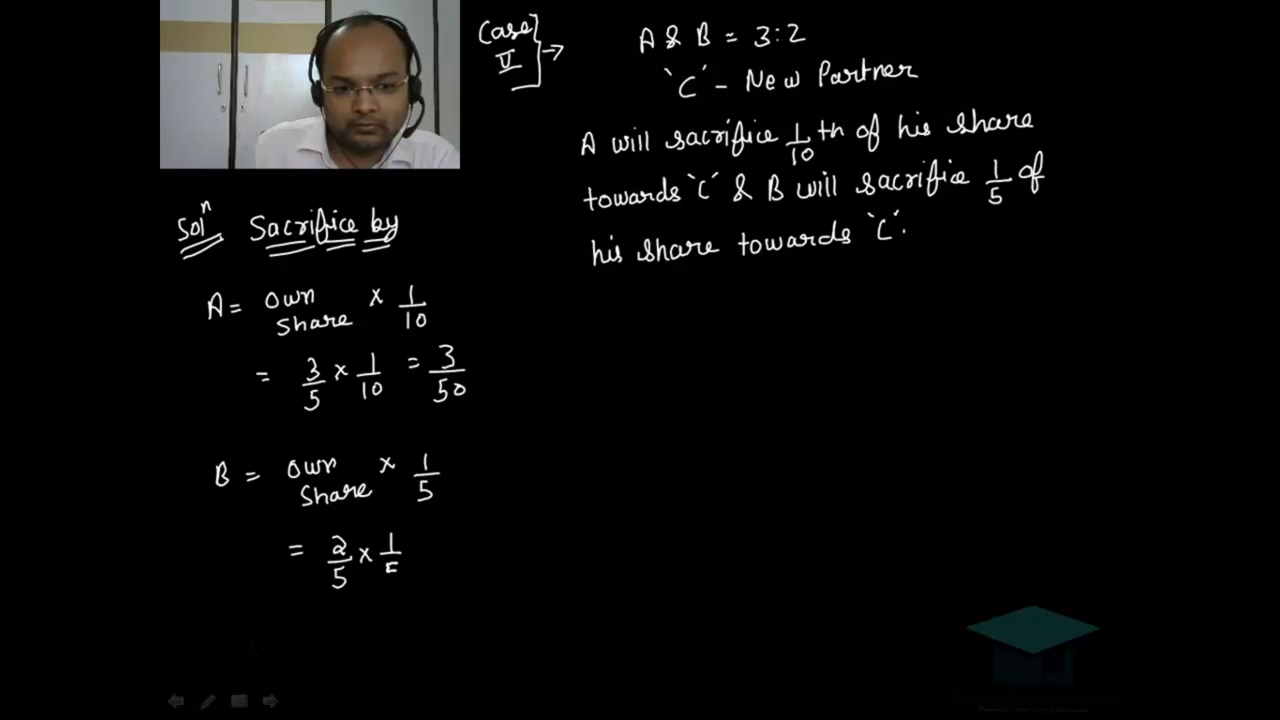 Case
V →
A & B = 3:2
`C' - New Partner
A will sacrifice 1/10 th of his share
towards `C' & B will sacrifice 1/5 of
his share towards `C'.
Solⁿ Sacrifice by
A = Own Share × 1/10
= 3/5 × 1/10 = 3/50
B = Own Share × 1/5
= 2/5 × 1/5